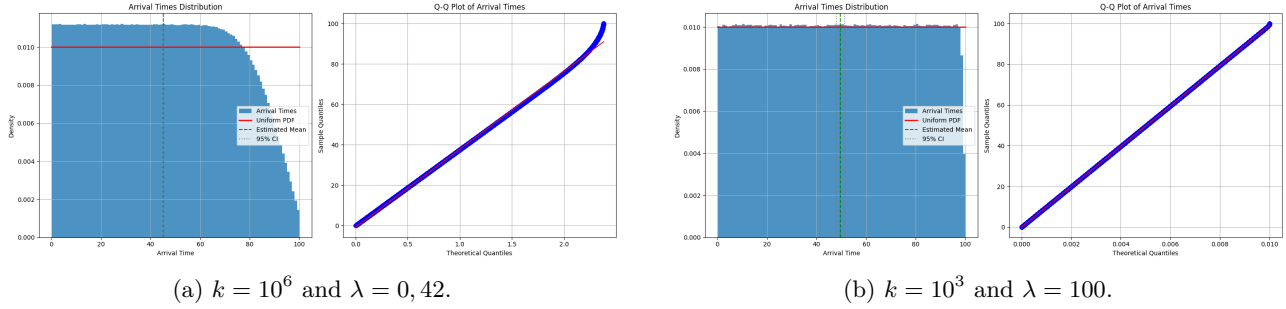 Arrival Times Distribution
Density
0.010
0.008
0.006
0.004
0.002
0.000
0 20 40 60 80 100
Arrival Time
Arrival Times
Uniform PDF
Estimated Mean
95% CI
Q-Q Plot of Arrival Times
Sample Quantiles
100
80
60
40
20
0
0.0 0.5 1.0 1.5 2.0
Theoretical Quantiles
(a) k = 10⁶ and λ = 0, 42.
Arrival Times Distribution
Density
0.010
0.008
0.006
0.004
0.002
0.000
0 20 40 60 80 100
Arrival Time
Arrival Times
Uniform PDF
Estimated Mean
95% CI
Q-Q Plot of Arrival Times
Sample Quantiles
100
80
60
40
20
0
0.000 0.002 0.004 0.006 0.008 0.010
Theoretical Quantiles
(b) k = 10³ and λ = 100.